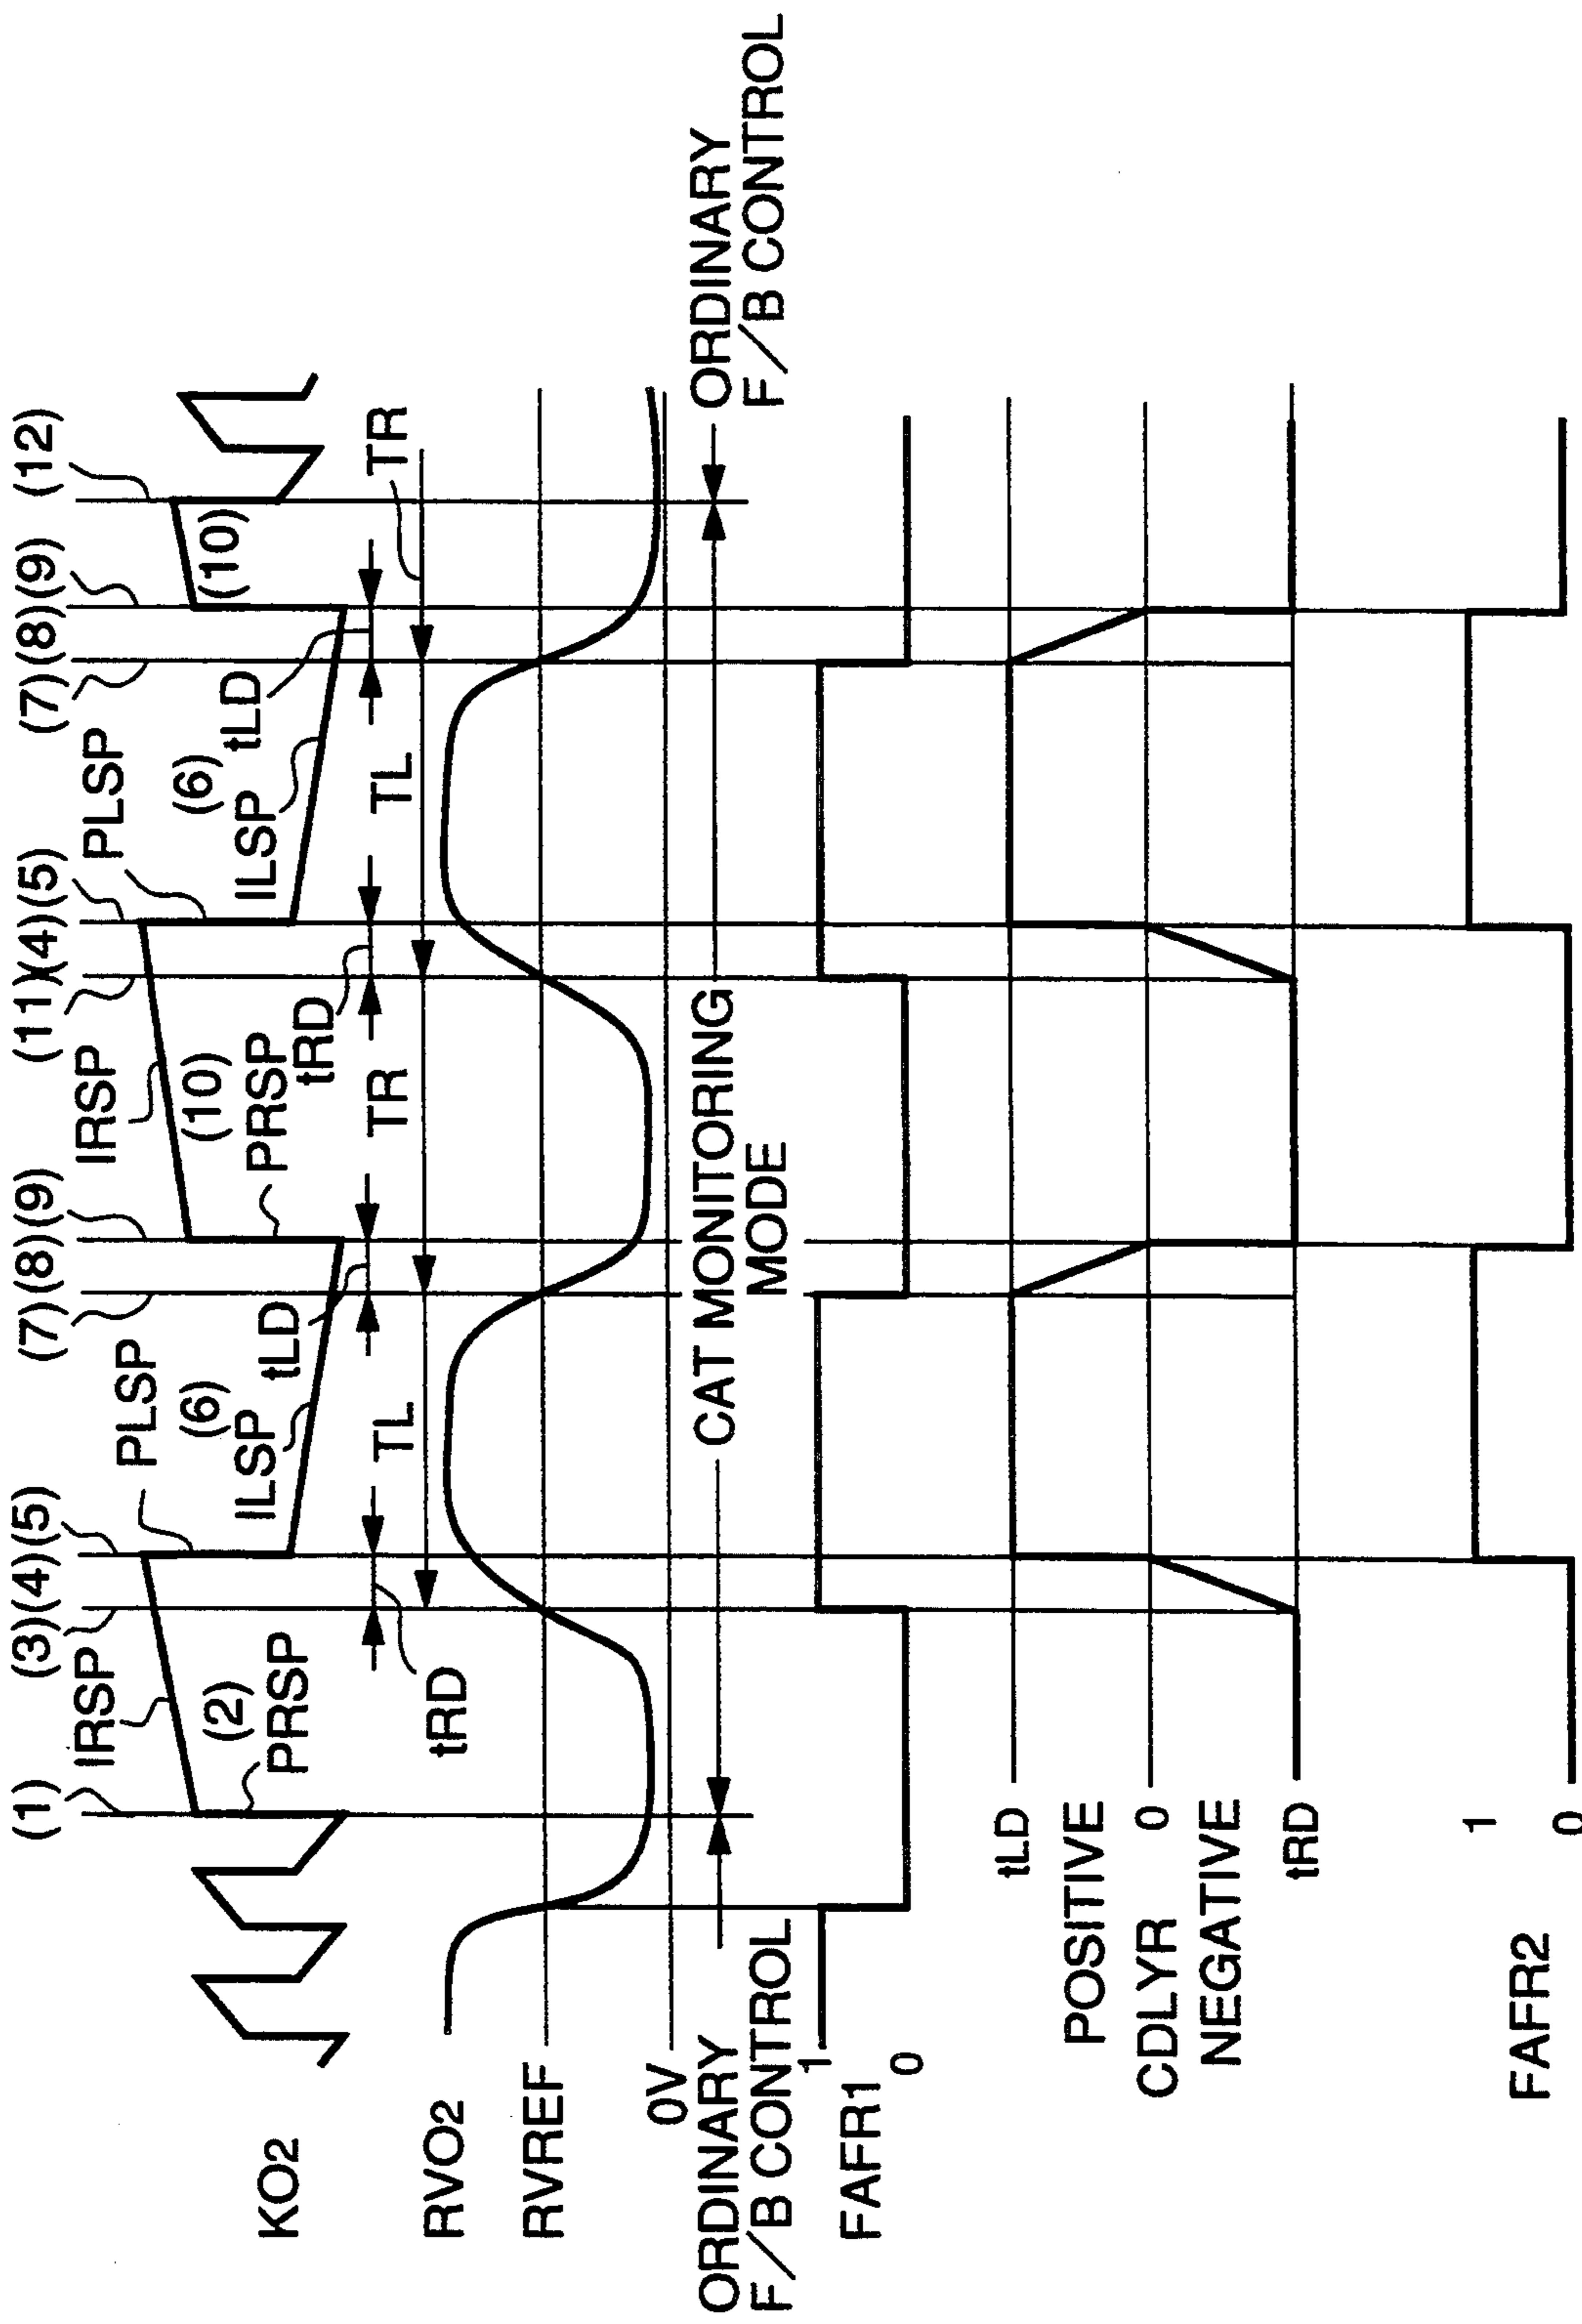 (1)
(3)(4)(5)
(7)(8)(9)
(11)(4)(5)
(7)(8)(9)
(12)
IRSP
PLSP
IRSP
PLSP
(2)
PRSP
(6)
ILSP
tLD
(10)
PRSP
tRD
(6)
ILSP
tLD
(10)
KO2
tRD
TL
TR
TL
TR
RVO2
RVREF
0V
ORDINARY
F/B CONTROL
CAT MONITORING
MODE
ORDINARY
F/B CONTROL
FAFR1
1
0
tLD
POSITIVE
CDLYR 0
NEGATIVE
tRD
FAFR2
1
0